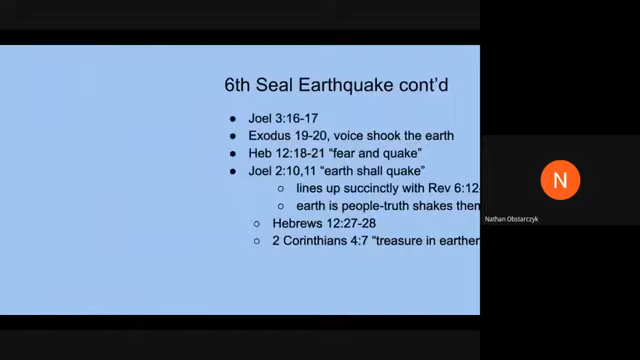 6th Seal Earthquake cont'd
● Joel 3:16-17
● Exodus 19-20, voice shook the earth
● Heb 12:18-21 “fear and quake”
● Joel 2:10,11 “earth shall quake”
○ lines up succinctly with Rev 6:12
○ earth is people-truth shakes them
○ Hebrews 12:27-28
○ 2 Corinthians 4:7 “treasure in earthen
N
Nathan Obstarczyk